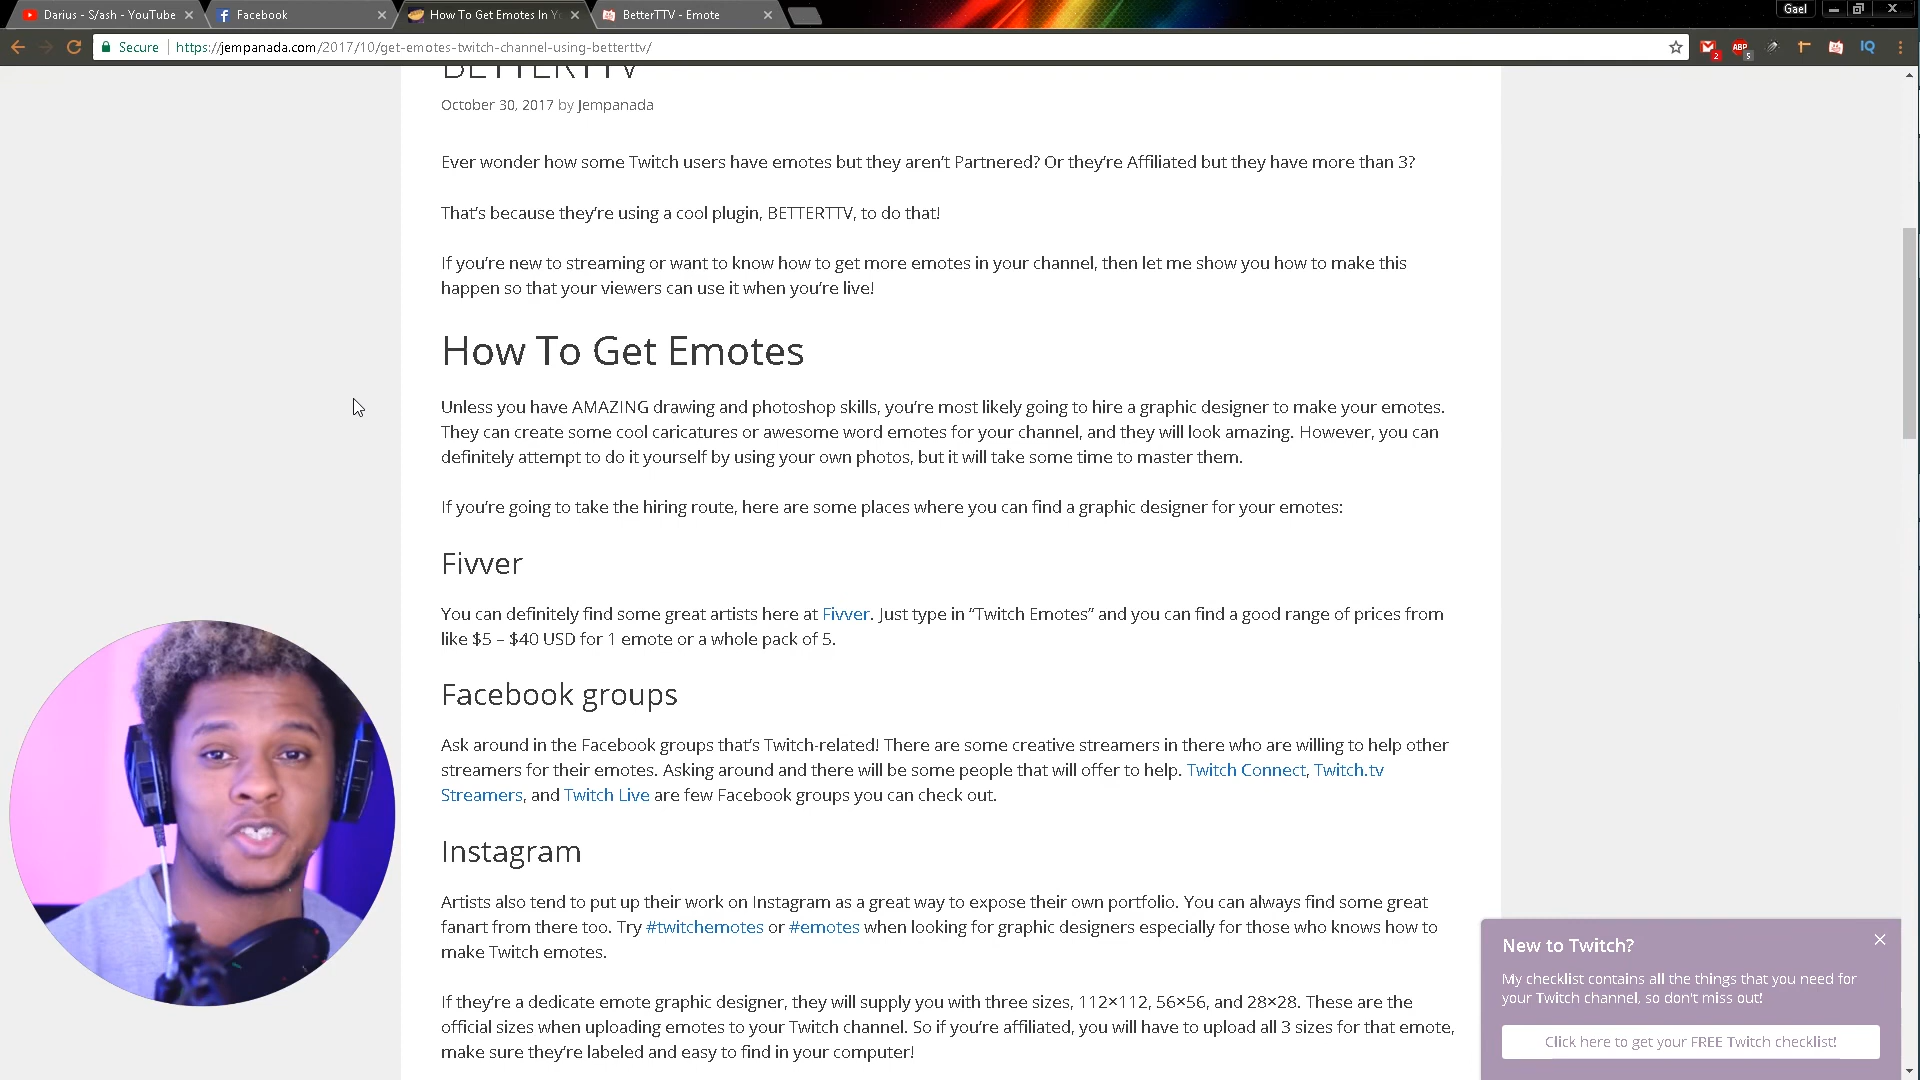 Darius - S/ash - YouTube
Facebook
How To Get Emotes In Y
BetterTTV - Emote
Gael
Secure
https://jempanada.com/2017/10/get-emotes-twitch-channel-using-betterttv/
2
ABP
5
IQ
BETTERTTV
October 30, 2017 by Jempanada
Ever wonder how some Twitch users have emotes but they aren’t Partnered? Or they’re Affiliated but they have more than 3?
That’s because they’re using a cool plugin, BETTERTTV, to do that!
If you’re new to streaming or want to know how to get more emotes in your channel, then let me show you how to make this
happen so that your viewers can use it when you’re live!
How To Get Emotes
Unless you have AMAZING drawing and photoshop skills, you’re most likely going to hire a graphic designer to make your emotes.
They can create some cool caricatures or awesome word emotes for your channel, and they will look amazing. However, you can
definitely attempt to do it yourself by using your own photos, but it will take some time to master them.
If you’re going to take the hiring route, here are some places where you can find a graphic designer for your emotes:
Fivver
You can definitely find some great artists here at Fivver. Just type in “Twitch Emotes” and you can find a good range of prices from
like $5 – $40 USD for 1 emote or a whole pack of 5.
Facebook groups
Ask around in the Facebook groups that’s Twitch-related! There are some creative streamers in there who are willing to help other
streamers for their emotes. Asking around and there will be some people that will offer to help. Twitch Connect, Twitch.tv
Streamers, and Twitch Live are few Facebook groups you can check out.
Instagram
Artists also tend to put up their work on Instagram as a great way to expose their own portfolio. You can always find some great
fanart from there too. Try #twitchemotes or #emotes when looking for graphic designers especially for those who knows how to
make Twitch emotes.
If they’re a dedicate emote graphic designer, they will supply you with three sizes, 112×112, 56×56, and 28×28. These are the
official sizes when uploading emotes to your Twitch channel. So if you’re affiliated, you will have to upload all 3 sizes for that emote,
make sure they’re labeled and easy to find in your computer!
New to Twitch?
My checklist contains all the things that you need for
your Twitch channel, so don't miss out!
Click here to get your FREE Twitch checklist!